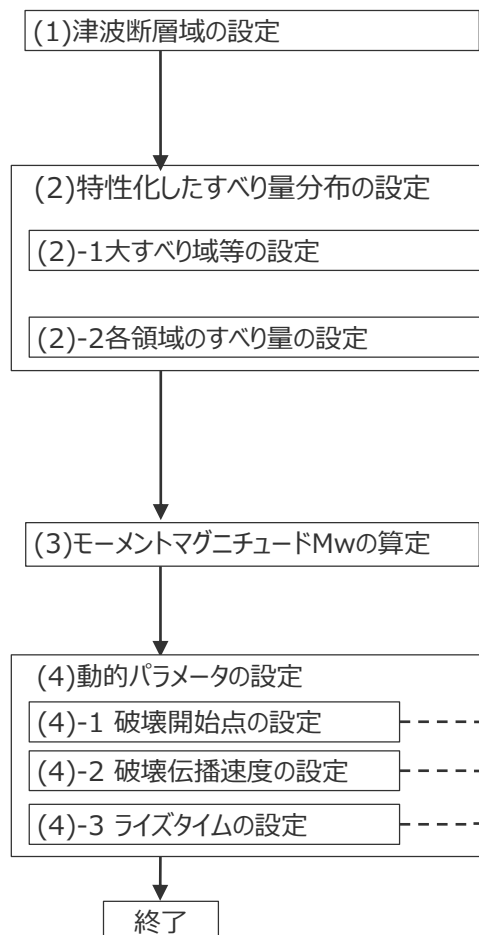 (1)津波断層域の設定
(2)特性化したすべり量分布の設定
(2)-1大すべり域等の設定
(2)-2各領域のすべり量の設定
(3)モーメントマグニチュードMwの算定
(4)動的パラメータの設定
(4)-1 破壊開始点の設定
(4)-2 破壊伝播速度の設定
(4)-3 ライズタイムの設定
終了